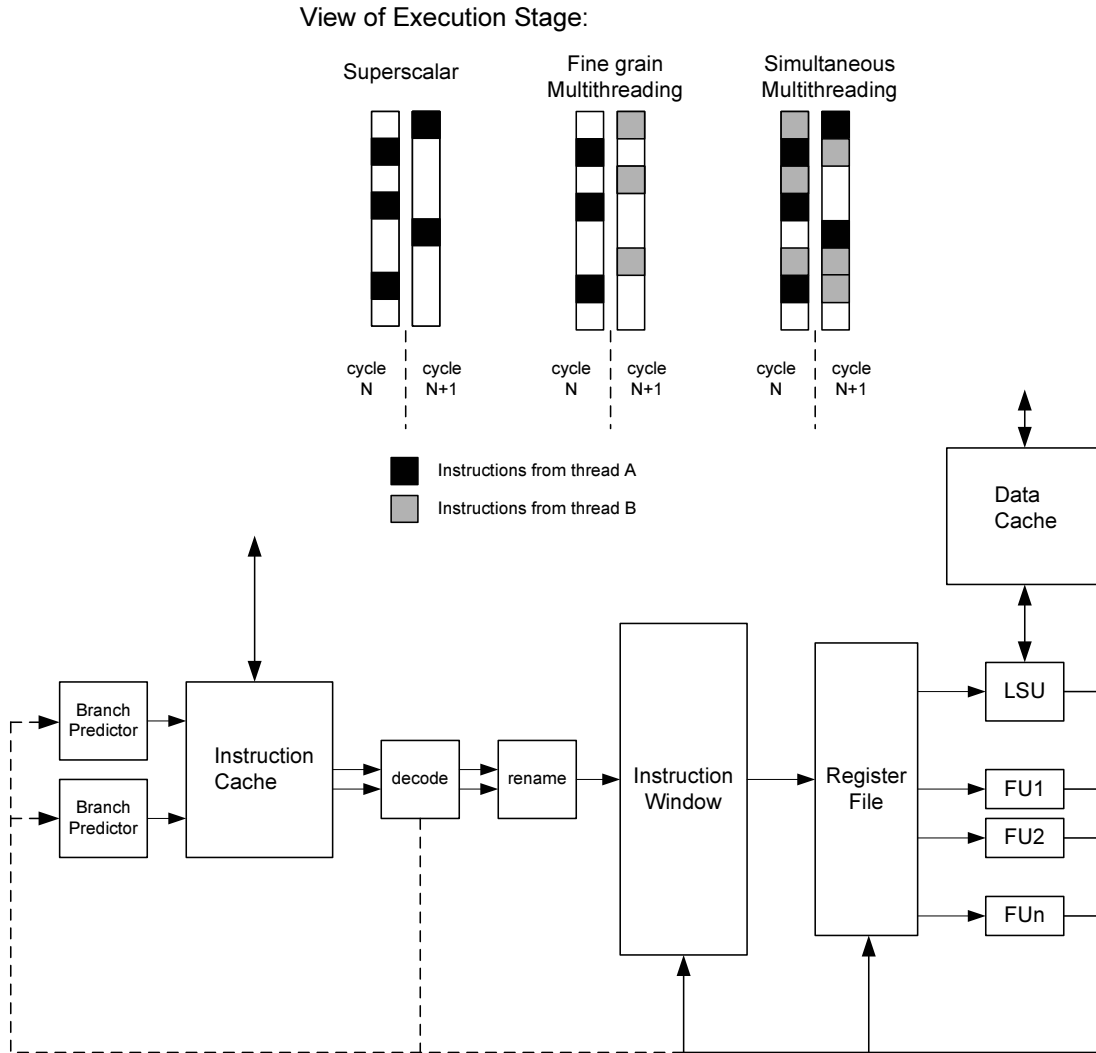 View of Execution Stage:
Superscalar
Fine grain
Multithreading
Simultaneous
Multithreading
cycle
N
cycle
N+1
cycle
N
cycle
N+1
cycle
N
cycle
N+1
Instructions from thread A
Instructions from thread B
Data
Cache
Branch
Predictor
Branch
Predictor
Instruction
Cache
decode
rename
Instruction
Window
Register
File
LSU
FU1
FU2
FUn